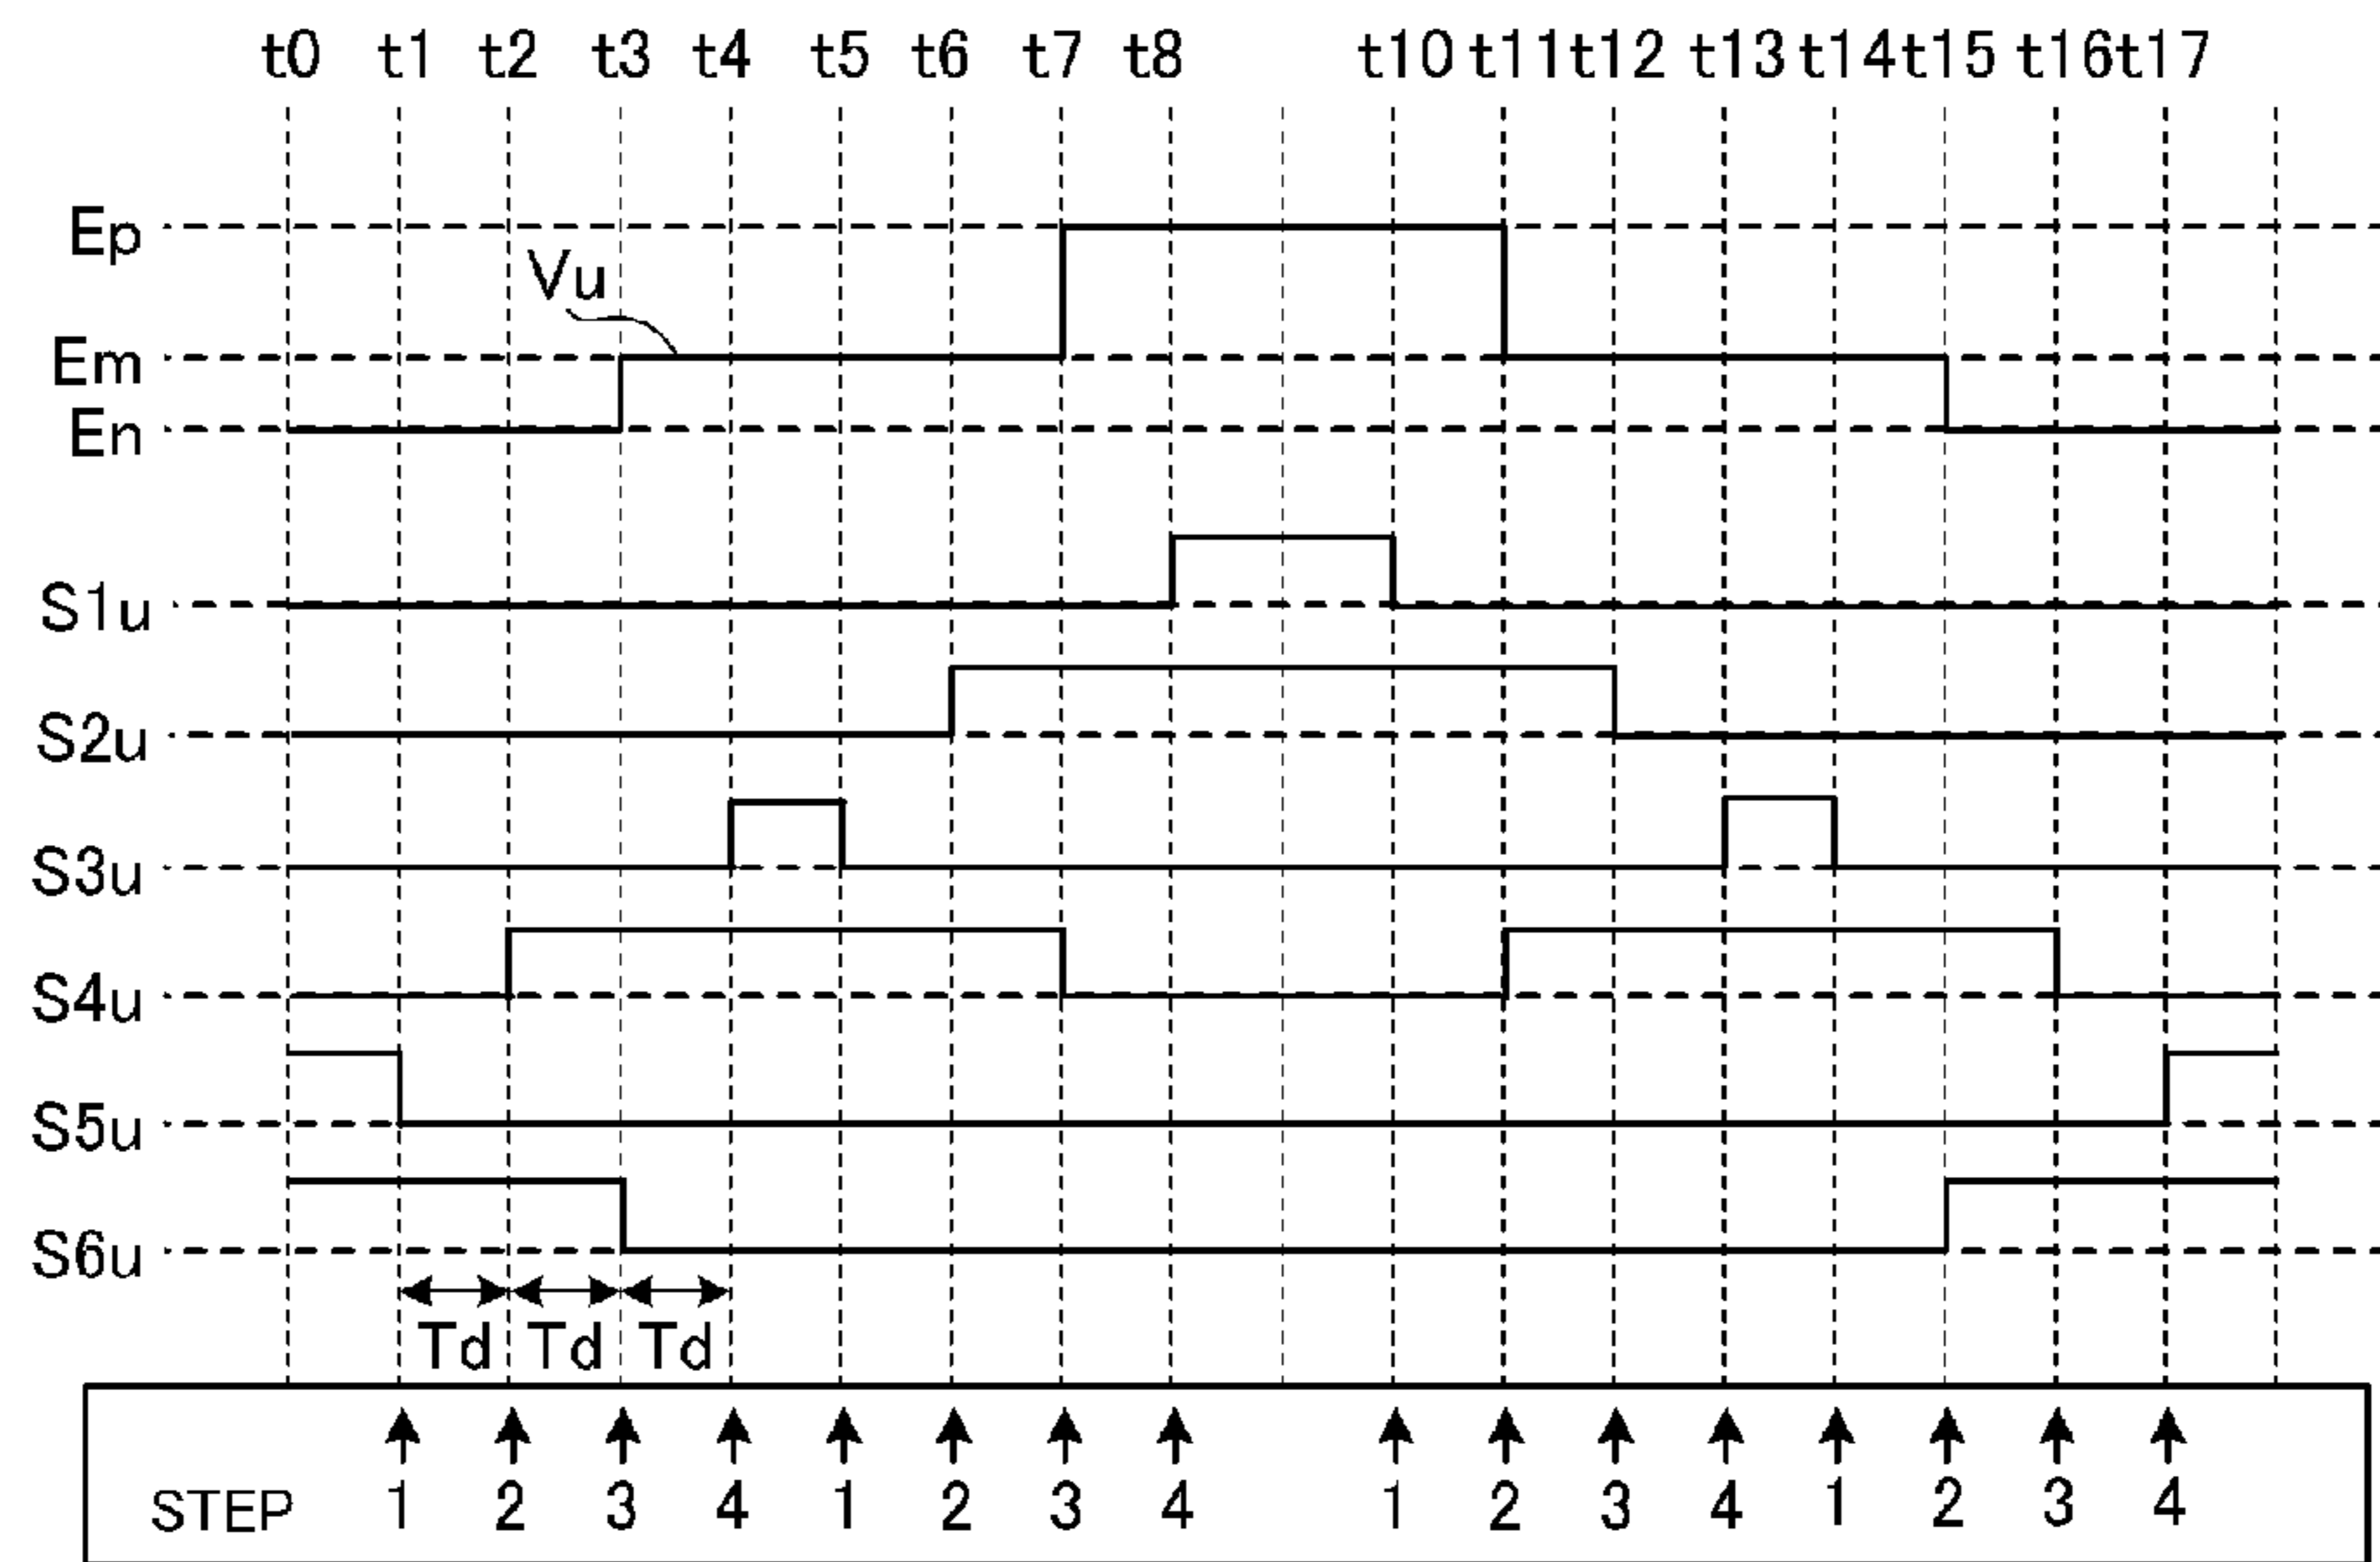 t0 t1 t2 t3 t4 t5 t6 t7 t8 t10 t11 t12 t13 t14 t15 t16 t17
Ep
Vu
Em
En
S1u
S2u
S3u
S4u
S5u
S6u
Td Td Td
STEP 1 2 3 4 1 2 3 4 1 2 3 4 1 2 3 4